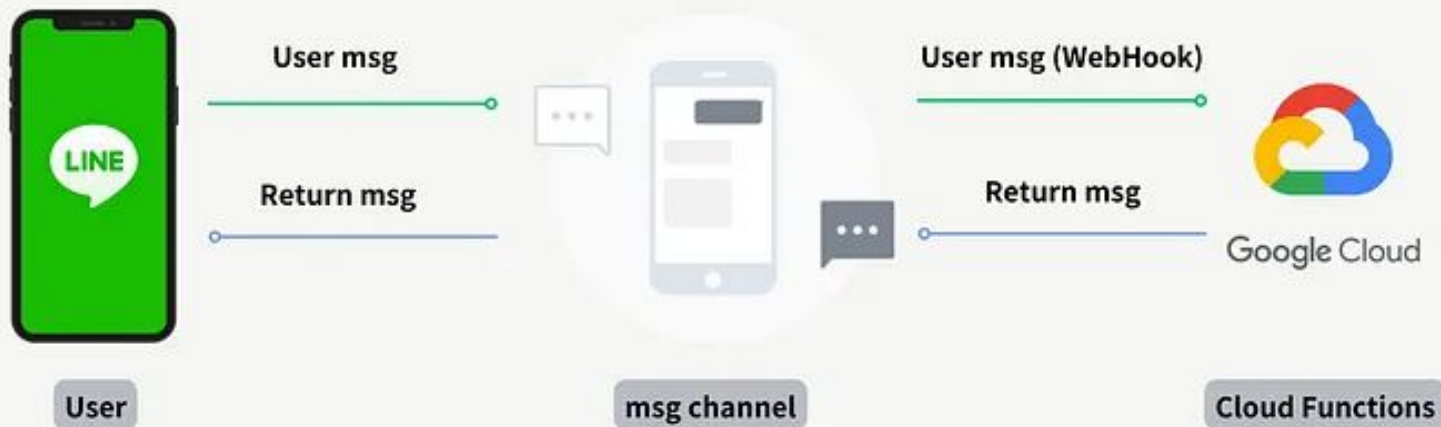 User msg
User msg (WebHook)
LINE
Return msg
Return msg
Google Cloud
User
msg channel
Cloud Functions